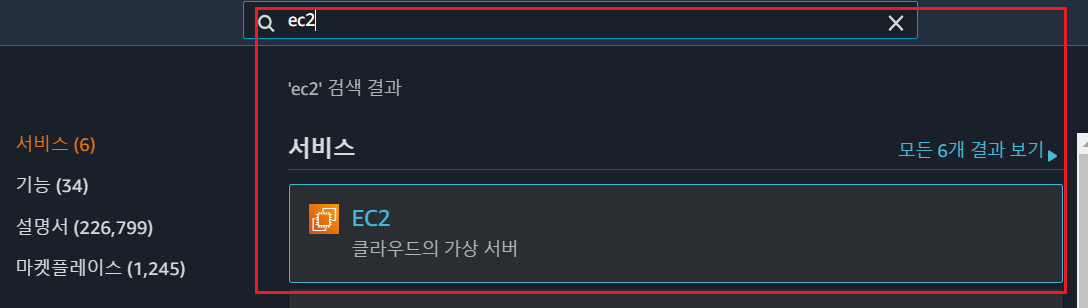 ec2
'ec2' 검색 결과
서비스 (6)
기능 (34)
설명서 (226,799)
마켓플레이스 (1,245)
서비스
모든 6개 결과 보기
EC2
클라우드의 가상 서버